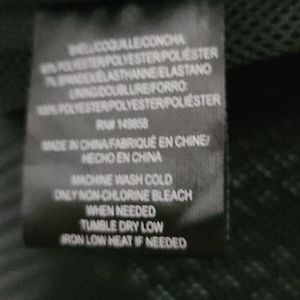 SHELL/COQUILLE/CONCHA
POLYESTER/POLYESTER/POLIÉSTER
7% SPANDEX/ÉLASTHANNE/ELASTANO
LINING/DOUBLURE/FORRO:
100% POLYESTER/POLYESTER/POLIÉSTER
RN# 149858
MADE IN CHINA/FABRIQUÉ EN CHINE/
HECHO EN CHINA
MACHINE WASH COLD
ONLY NON-CHLORINE BLEACH
WHEN NEEDED
TUMBLE DRY LOW
IRON LOW HEAT IF NEEDED